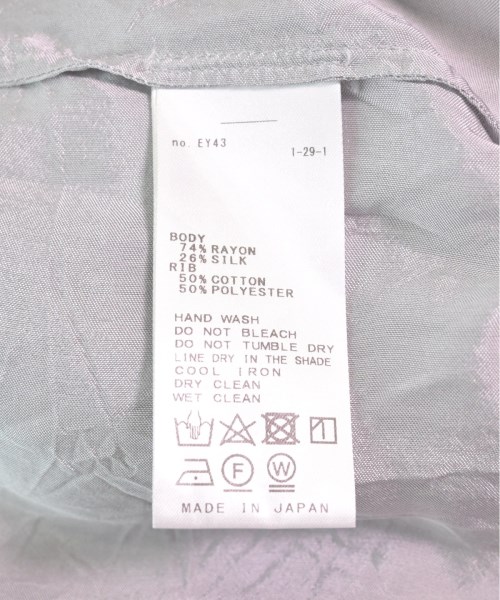 no. EY43
1-29-1
BODY
74% RAYON
26% SILK
RIB
50% COTTON
50% POLYESTER
HAND WASH
DO NOT BLEACH
DO NOT TUMBLE DRY
LINE DRY IN THE SHADE
COOL IRON
DRY CLEAN
WET CLEAN
F W
MADE IN JAPAN